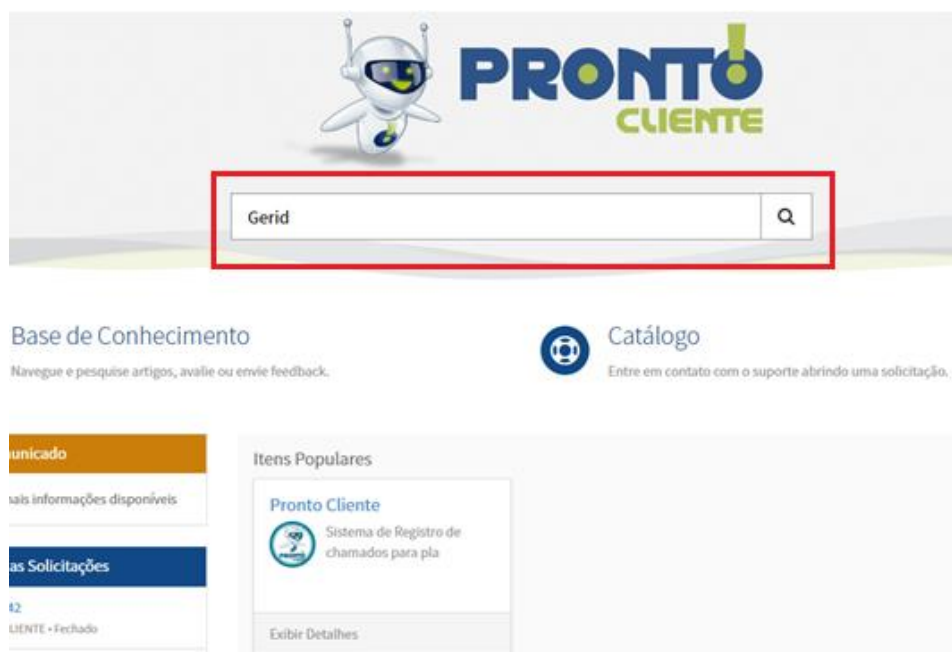 PRONTO!
CLIENTE
Gerid
Base de Conhecimento
Navegue e pesquise artigos, avalie ou envie feedback.
Catálogo
Entre em contato com o suporte abrindo uma solicitação.
unicado
nais informações disponíveis
as Solicitações
42
LIENTE • Fechado
Itens Populares
Pronto Cliente
Sistema de Registro de
chamados para pla
Exibir Detalhes